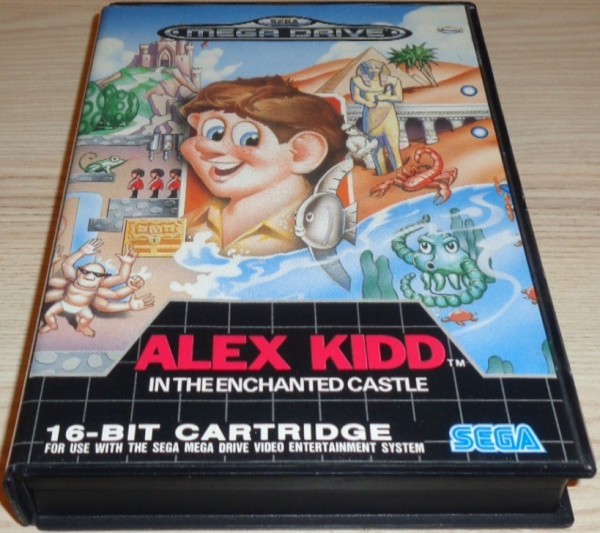 SEGA
MEGA DRIVE
ALEX KIDD™
IN THE ENCHANTED CASTLE
16-BIT CARTRIDGE
FOR USE WITH THE SEGA MEGA DRIVE VIDEO ENTERTAINMENT SYSTEM
SEGA